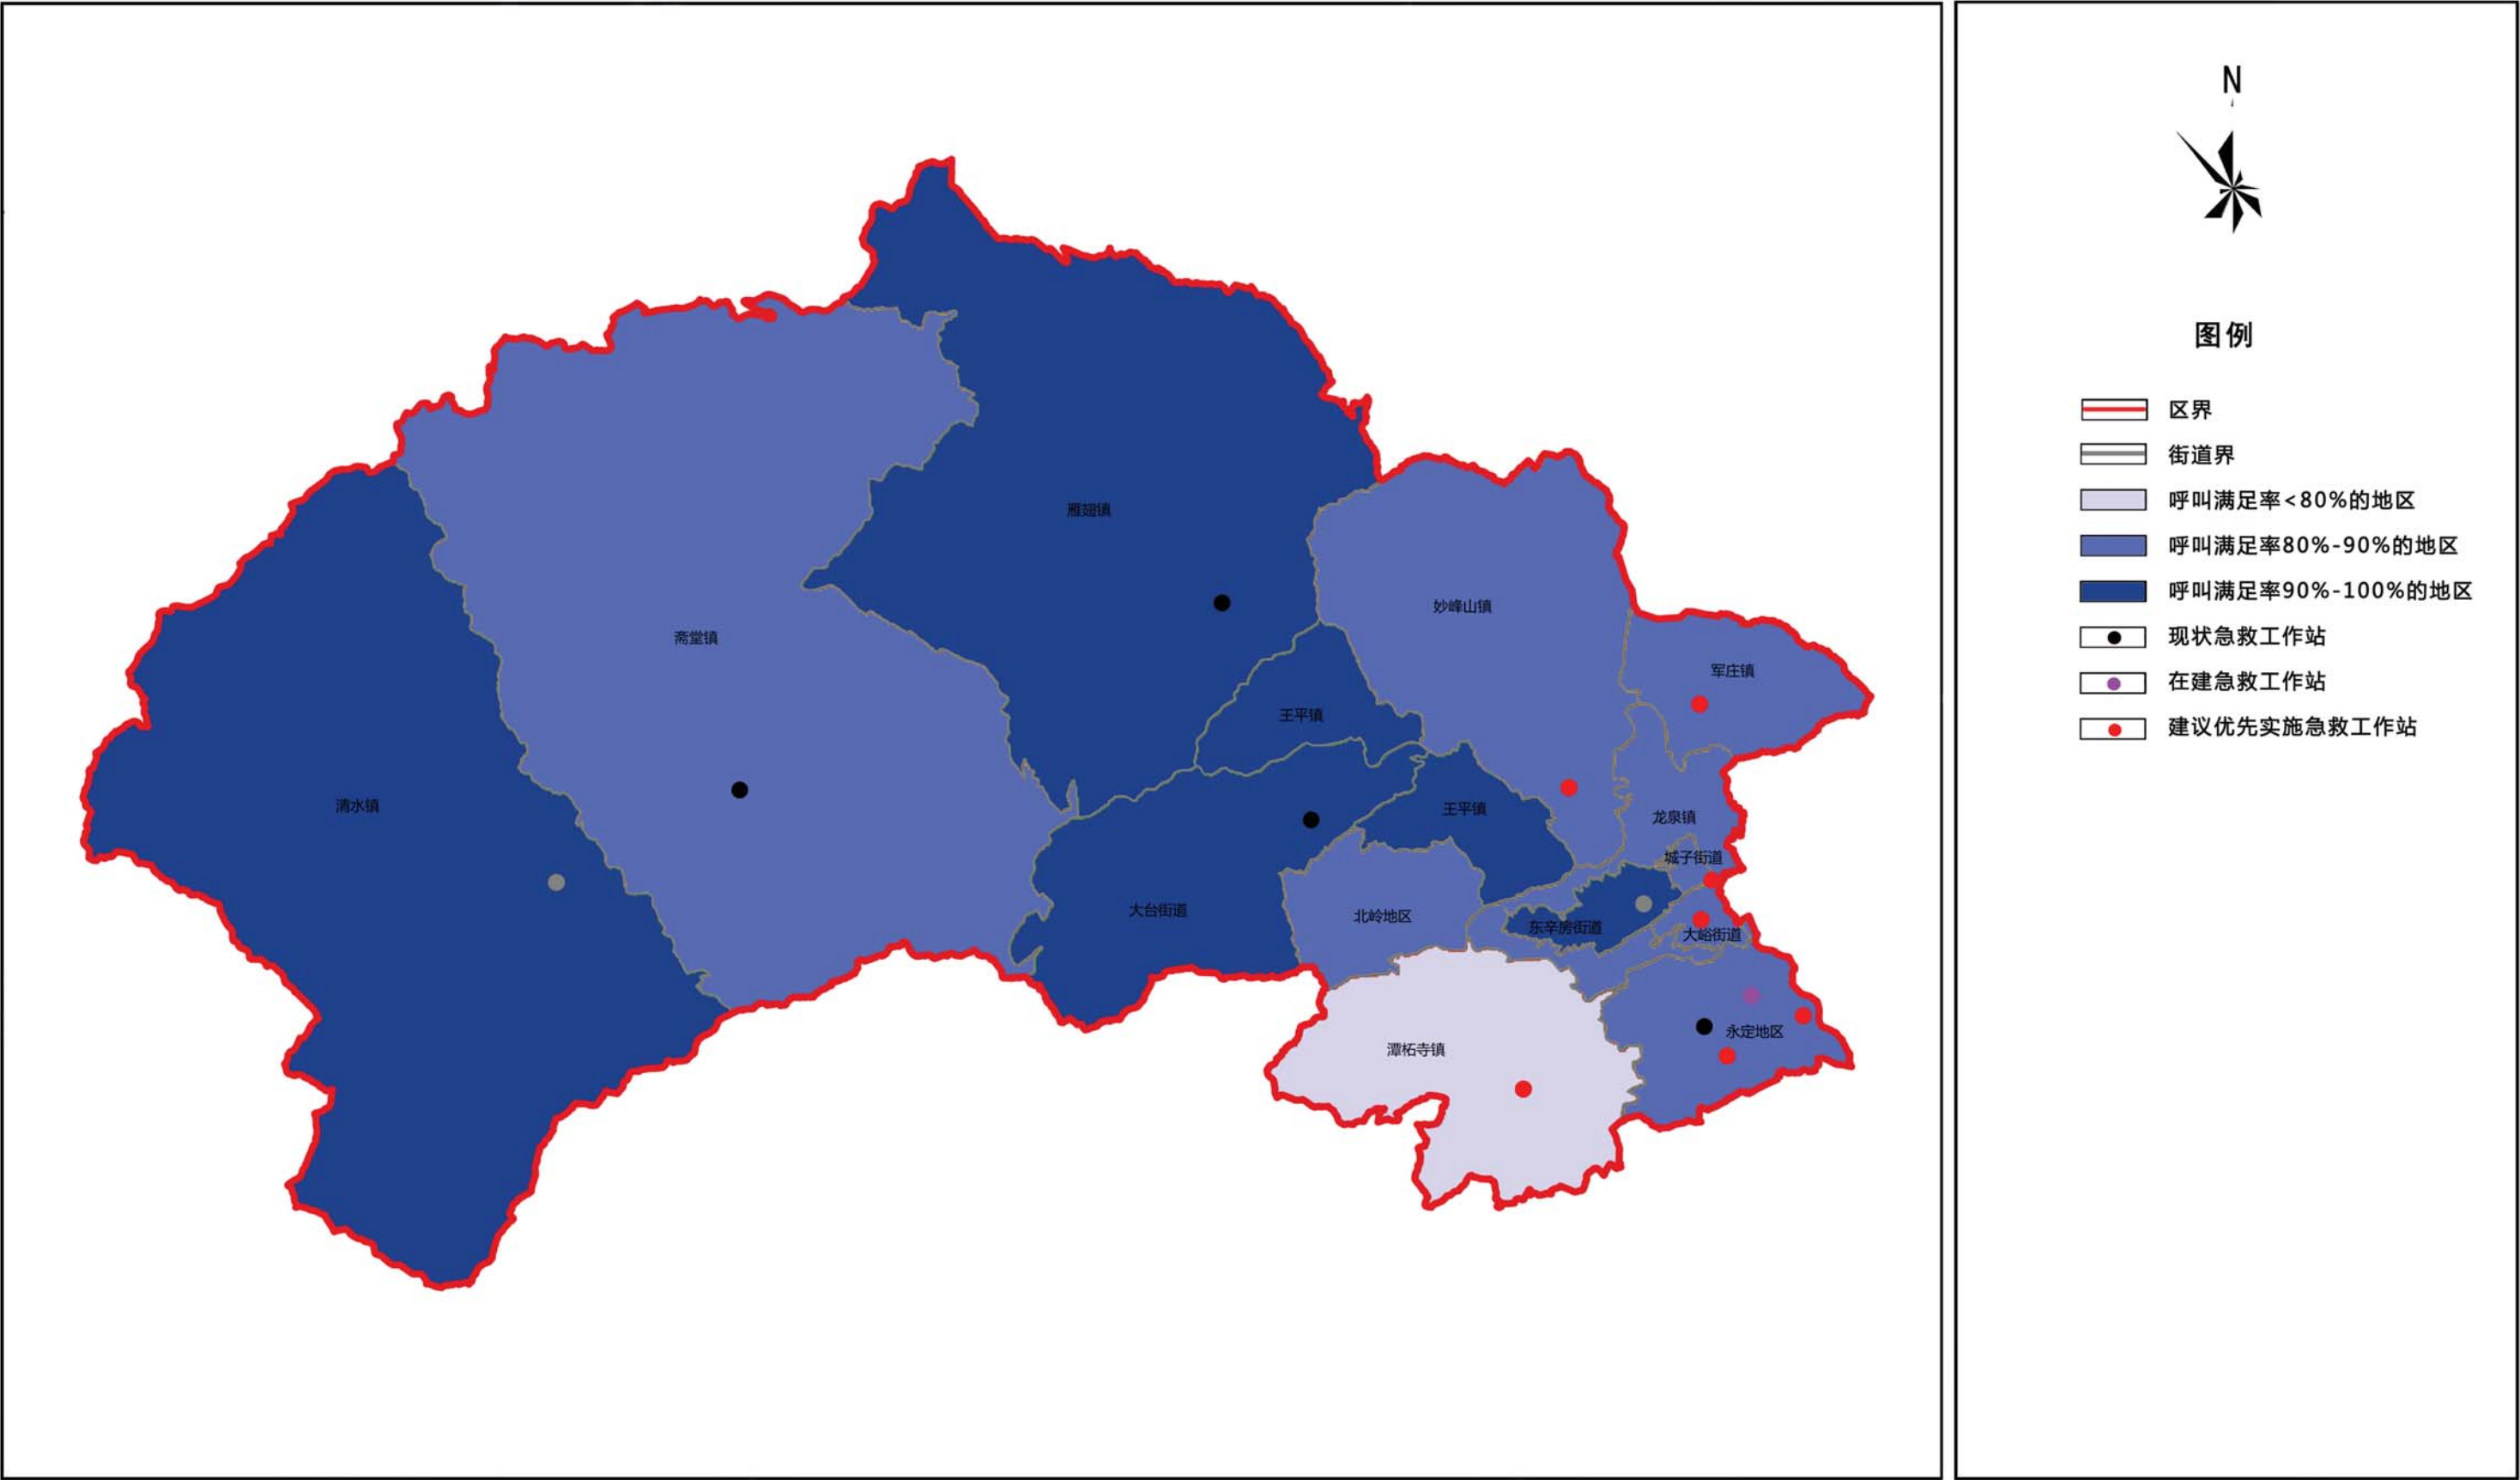 N
图例
区界
街道界
呼叫满足率<80%的地区
呼叫满足率80%-90%的地区
呼叫满足率90%-100%的地区
现状急救工作站
在建急救工作站
建议优先实施急救工作站
雁翅镇
妙峰山镇
斋堂镇
军庄镇
王平镇
清水镇
王平镇
龙泉镇
城子街道
大台街道
北岭地区
东辛房街道
大峪街道
永定地区
潭柘寺镇